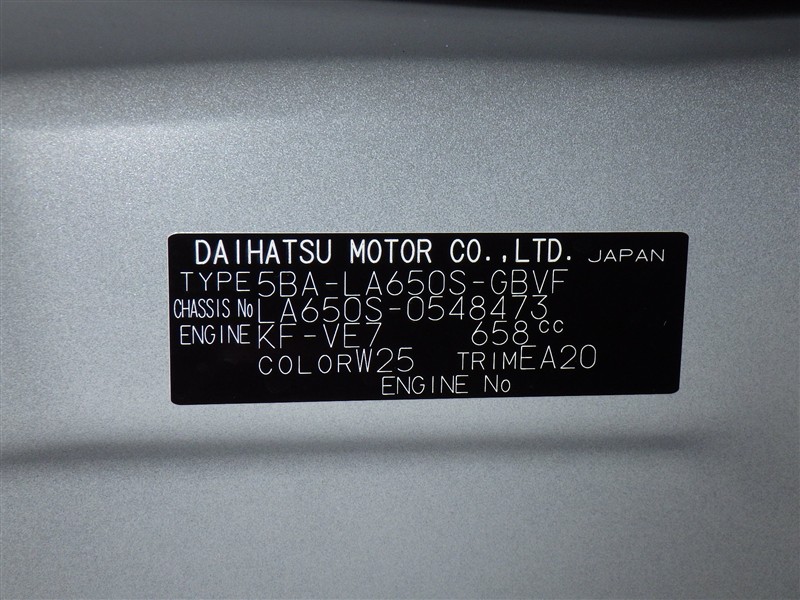 DAIHATSU MOTOR CO.,LTD. JAPAN
TYPE 5BA-LA650S-GBVF
CHASSIS No LA650S-0548473
ENGINE KF-VE7 658cc
COLOR W25 TRIM EA20
ENGINE No